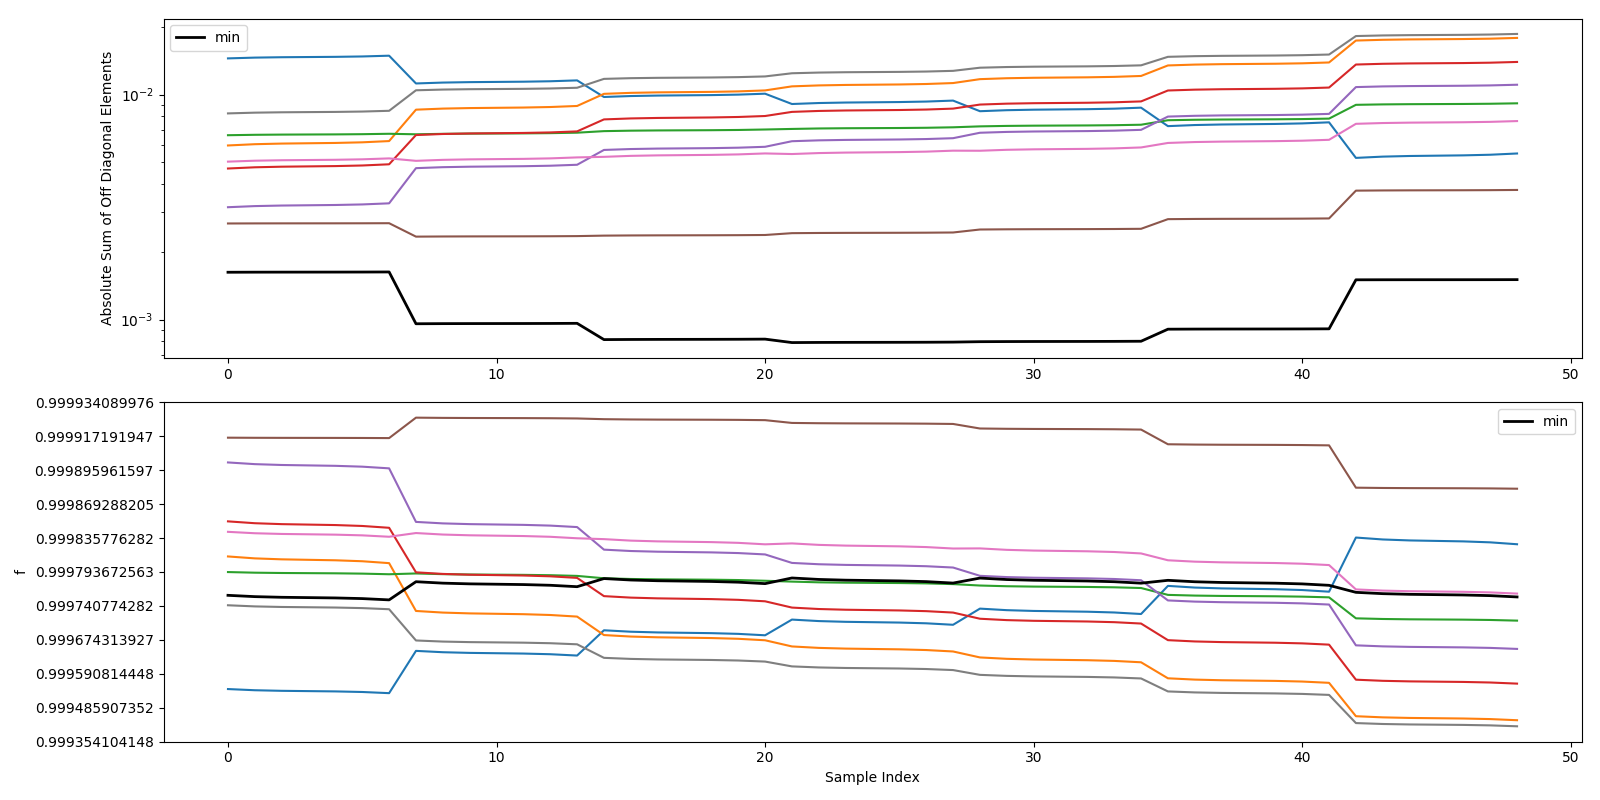 min
Absolute Sum of Off Diagonal Elements
10⁻²
10⁻³
0 10 20 30 40 50
min
f
0.999934089976
0.999917191947
0.999895961597
0.999869288205
0.999835776282
0.999793672563
0.999740774282
0.999674313927
0.999590814448
0.999485907352
0.999354104148
0 10 20 30 40 50
Sample Index